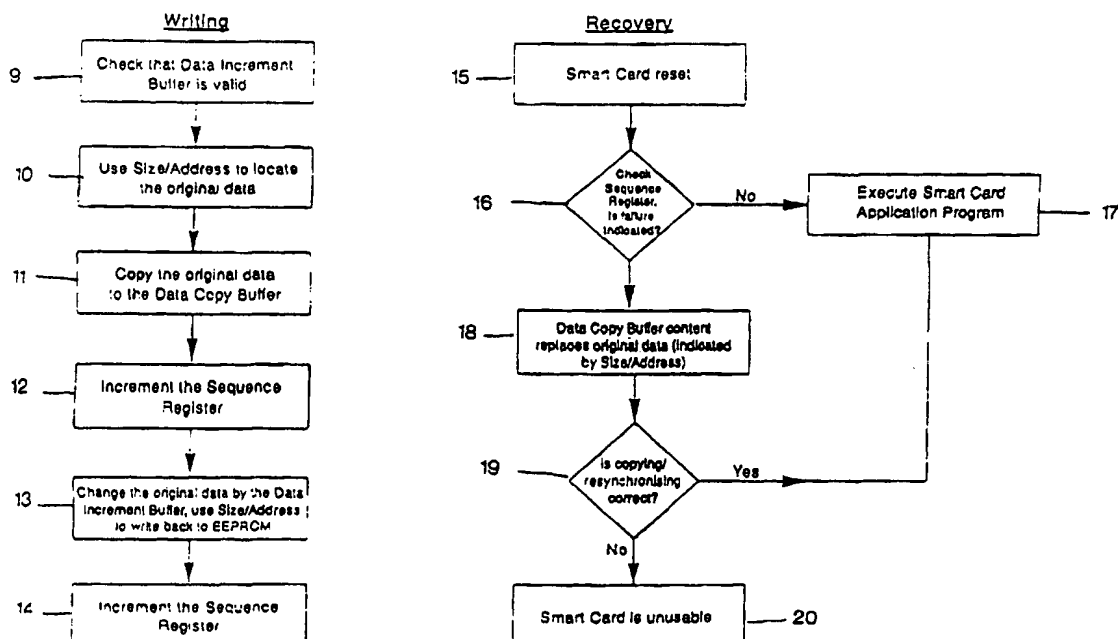 Writing
9
Check that Data Increment
Buffer is valid
10
Use Size/Address to locate
the original data
11
Copy the original data
to the Data Copy Buffer
12
Increment the Sequence
Register
13
Change the original data by the Data
Increment Buffer, use Size/Address
to write back to EEPRCM
14
Increment the Sequence
Register
Recovery
15
Smart Card reset
16
Check
Sequence
Register.
Is failure
indicated?
No
Execute Smart Card
Application Program
17
18
Data Copy Buffer content
replaces original data (indicated
by Size/Address)
19
Is copying/
resynchronising
correct?
Yes
No
Smart Card is unusable
20